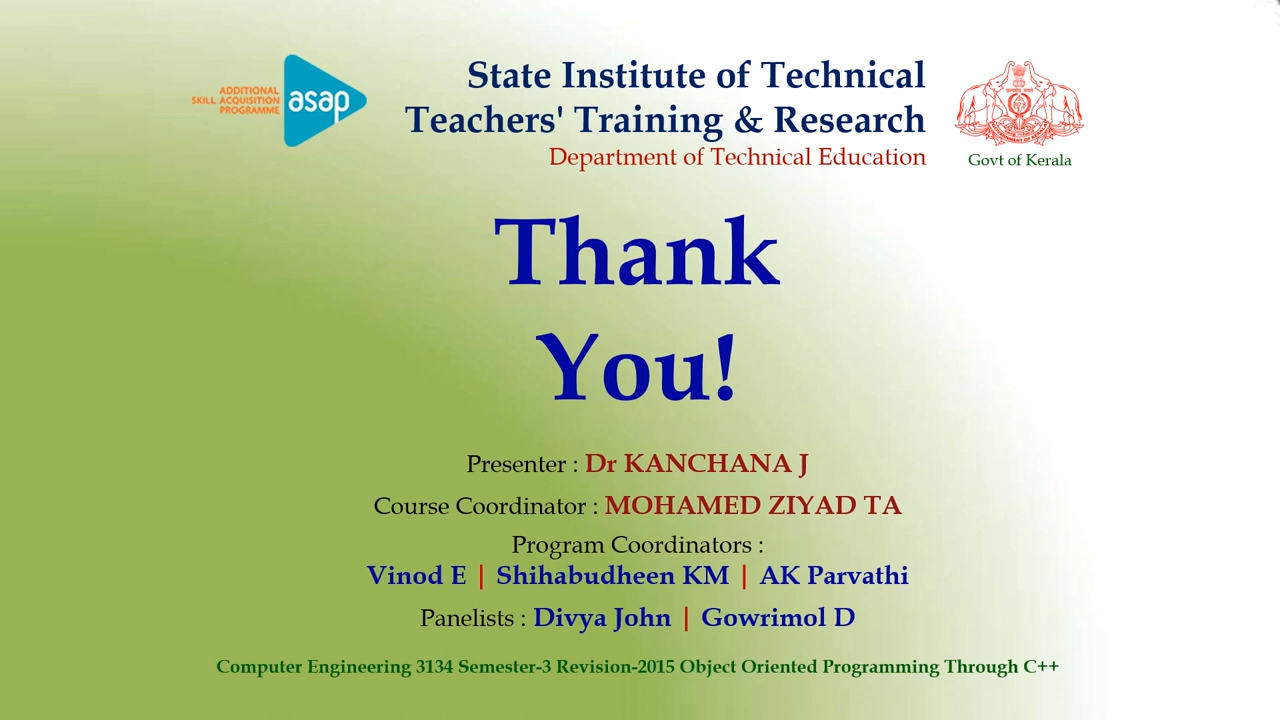 ADDITIONAL
SKILL ACQUISITION
PROGRAMME
asap
State Institute of Technical
Teachers' Training & Research
Department of Technical Education
Govt of Kerala
Thank
You!
Presenter : Dr KANCHANA J
Course Coordinator : MOHAMED ZIYAD TA
Program Coordinators :
Vinod E | Shihabudheen KM | AK Parvathi
Panelists : Divya John | Gowrimol D
Computer Engineering 3134 Semester-3 Revision-2015 Object Oriented Programming Through C++